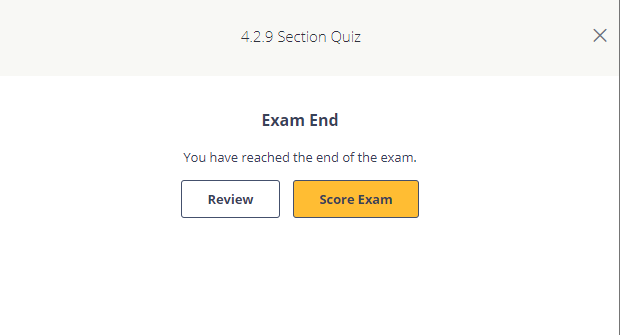 4.2.9 Section Quiz
Exam End
You have reached the end of the exam.
Review
Score Exam